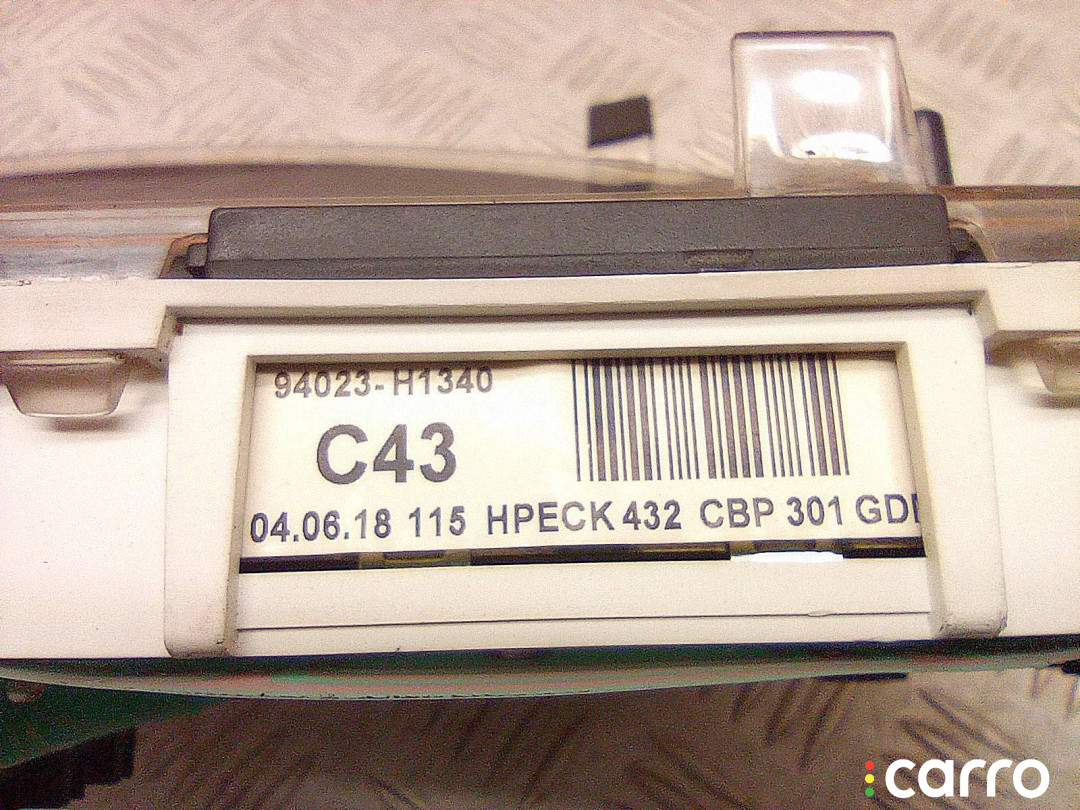 94023-H1340
C43
04.06.18 115 HPECK 432 CBP 301
carro